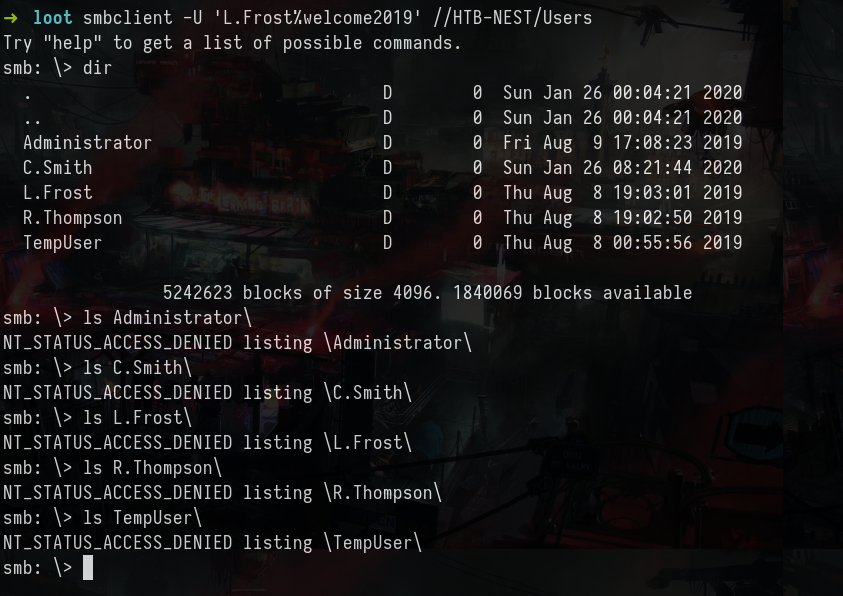 → loot smbclient -U 'L.Frost%welcome2019' //HTB-NEST/Users
Try "help" to get a list of possible commands.
smb: \> dir
  .                                   D        0  Sun Jan 26 00:04:21 2020
  ..                                  D        0  Sun Jan 26 00:04:21 2020
  Administrator                       D        0  Fri Aug  9 17:08:23 2019
  C.Smith                             D        0  Sun Jan 26 08:21:44 2020
  L.Frost                             D        0  Thu Aug  8 19:03:01 2019
  R.Thompson                          D        0  Thu Aug  8 19:02:50 2019
  TempUser                            D        0  Thu Aug  8 00:55:56 2019
                5242623 blocks of size 4096. 1840069 blocks available
smb: \> ls Administrator\
NT_STATUS_ACCESS_DENIED listing \Administrator\
smb: \> ls C.Smith\
NT_STATUS_ACCESS_DENIED listing \C.Smith\
smb: \> ls L.Frost\
NT_STATUS_ACCESS_DENIED listing \L.Frost\
smb: \> ls R.Thompson\
NT_STATUS_ACCESS_DENIED listing \R.Thompson\
smb: \> ls TempUser\
NT_STATUS_ACCESS_DENIED listing \TempUser\
smb: \>